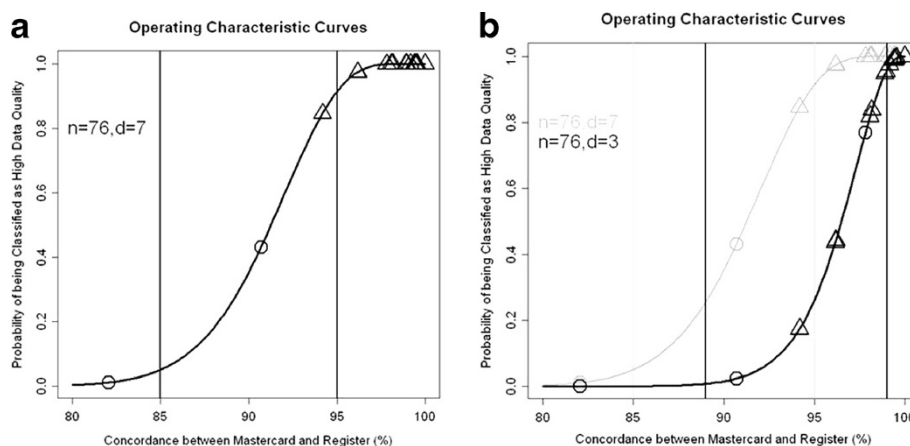 a
Operating Characteristic Curves
Probability of being Classified as High Data Quality
1.0
0.8
0.6
0.4
0.2
0.0
n=76,d=7
80 85 90 95 100
Concordance between Mastercard and Register (%)
b
Operating Characteristic Curves
Probability of being Classified as High Data Quality
1.0
0.8
0.6
0.4
0.2
0.0
n=76,d=7
n=76,d=3
80 85 90 95 100
Concordance between Mastercard and Register (%)